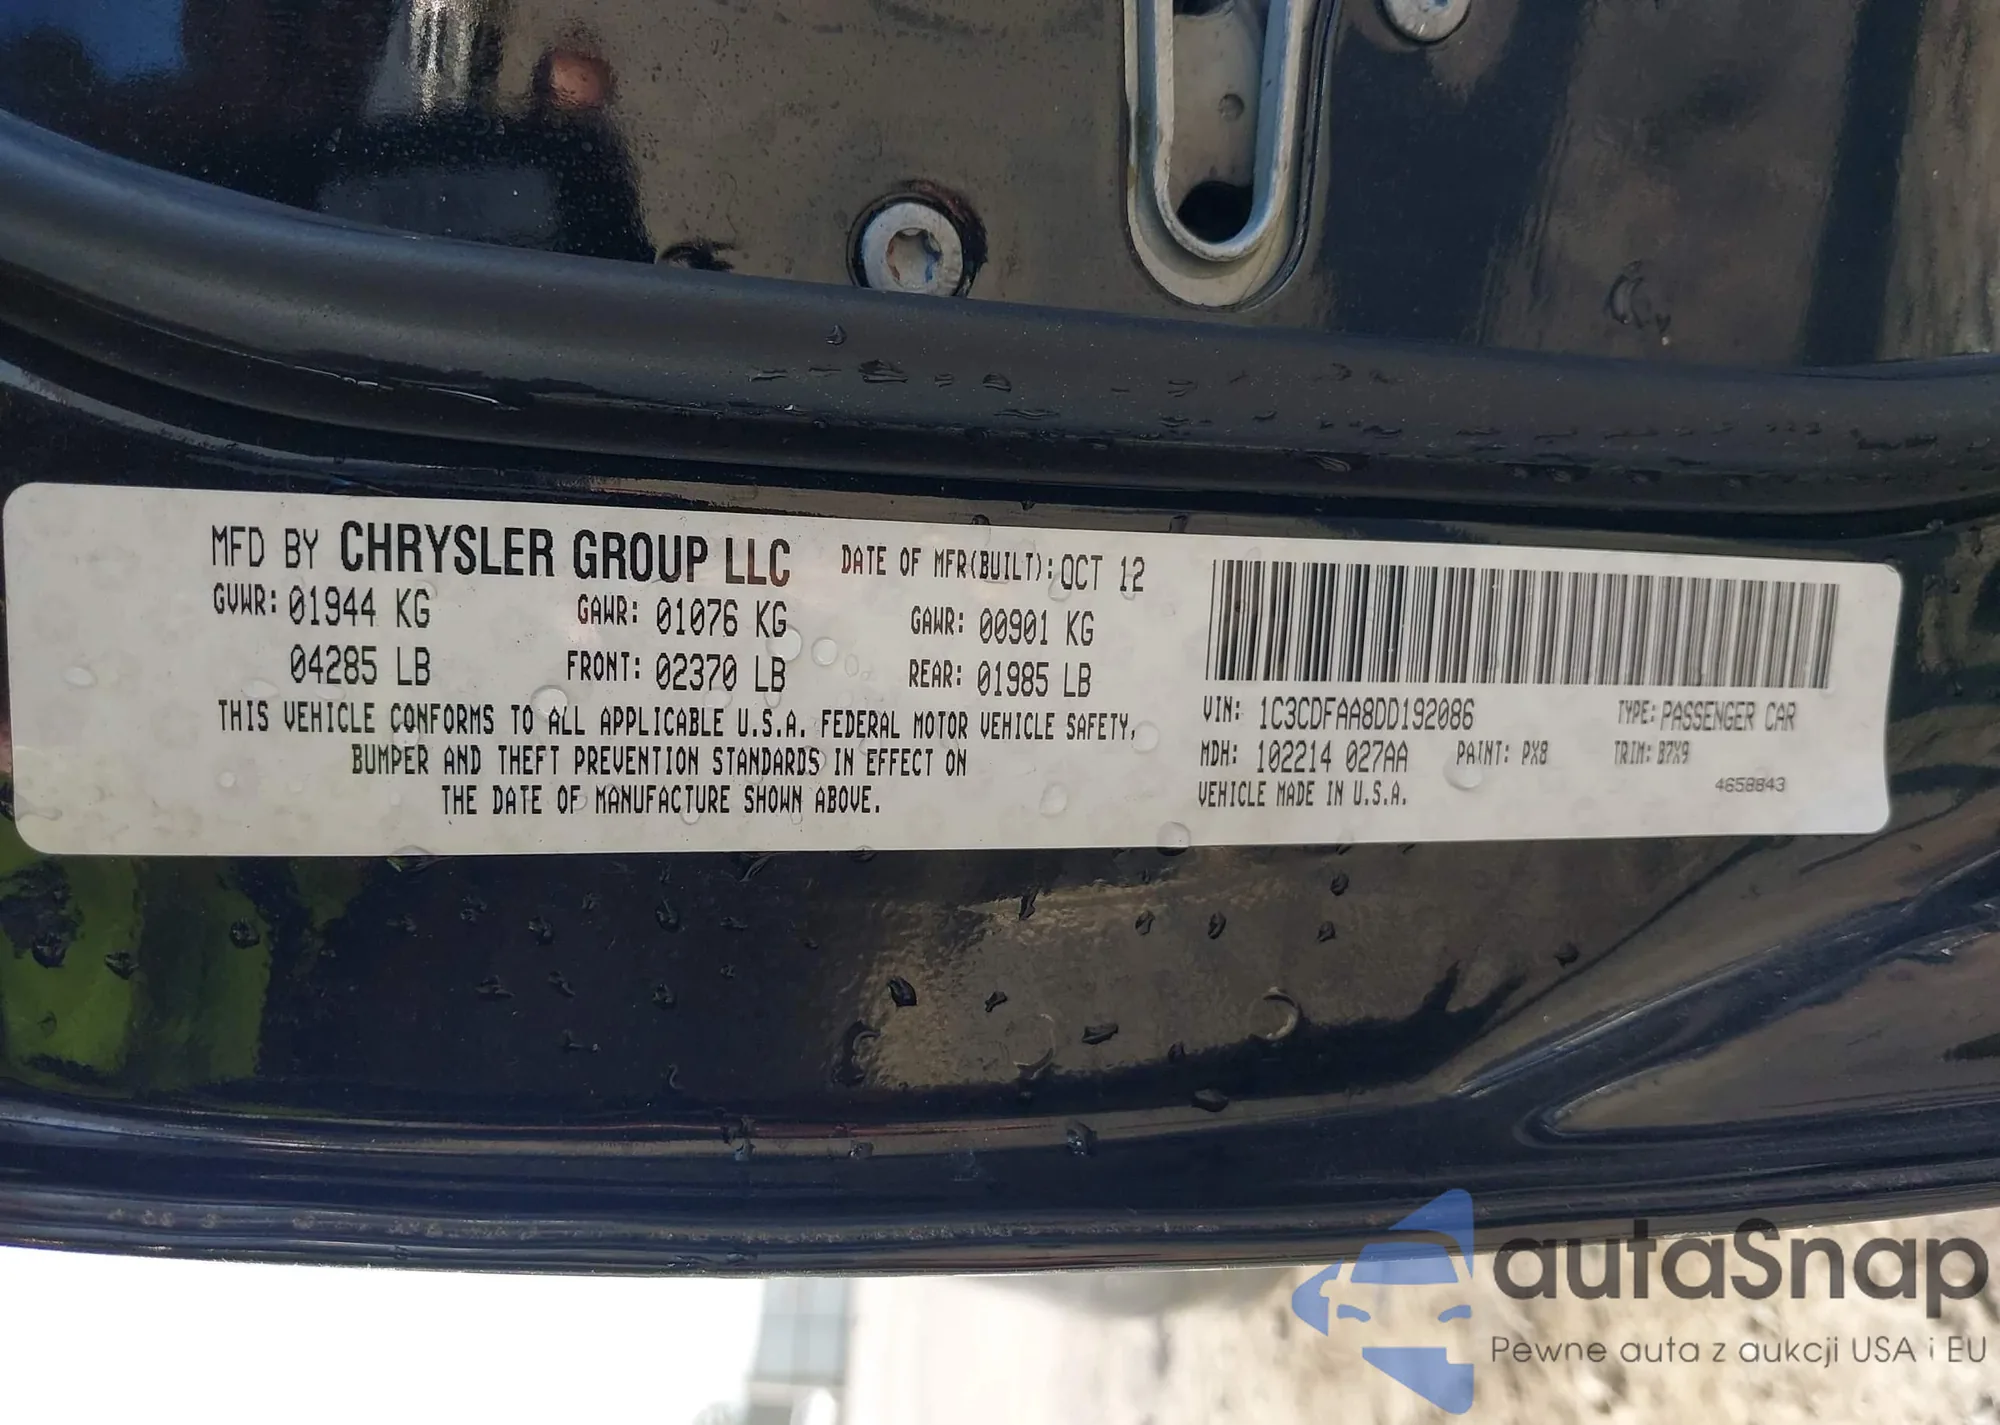 MFD BY CHRYSLER GROUP LLC DATE OF MFR(BUILT): OCT 12
GVWR: 01944 KG GAWR: 01076 KG GAWR: 00901 KG
04285 LB FRONT: 02370 LB REAR: 01985 LB
THIS VEHICLE CONFORMS TO ALL APPLICABLE U.S.A. FEDERAL MOTOR VEHICLE SAFETY,
BUMPER AND THEFT PREVENTION STANDARDS IN EFFECT ON
THE DATE OF MANUFACTURE SHOWN ABOVE.
VIN: 1C3CDFAA8DD192086 TYPE: PASSENGER CAR
MDH: 102214 027AA PAINT: PX8 TRIM: B7X9
VEHICLE MADE IN U.S.A. 4658843
autaSnap
Pewne auta z aukcji USA i EU